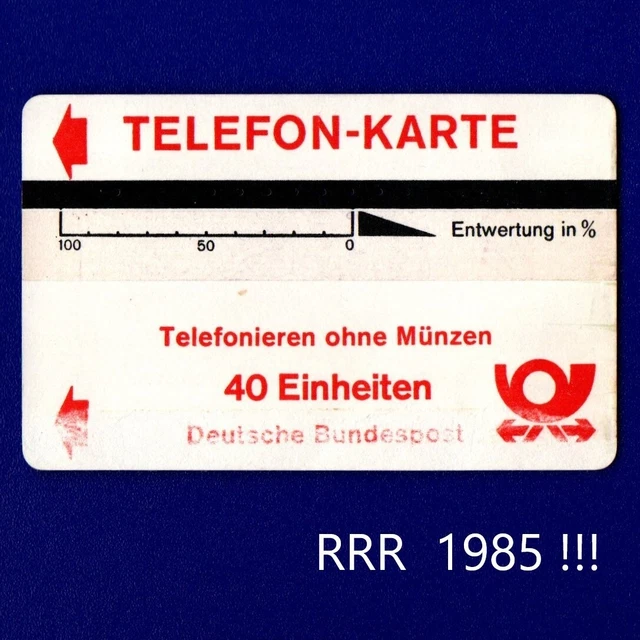 TELEFON-KARTE
100 50 0
Entwertung in %
Telefonieren ohne Münzen
40 Einheiten
Deutsche Bundespost
RRR 1985 !!!